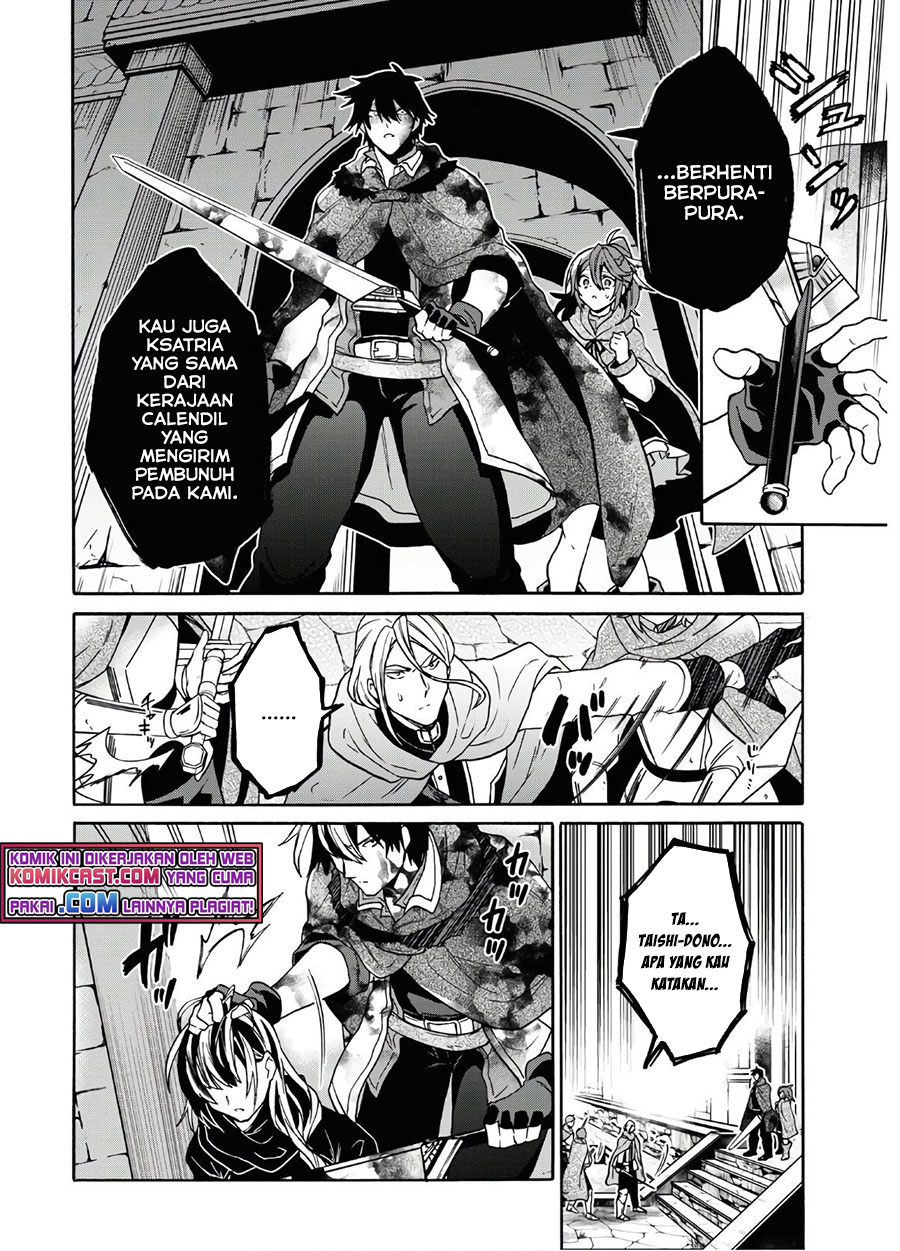 ...BERHENTI
BERPURA-
PURA.
KAU JUGA
KSATRIA
YANG SAMA
DARI
KERAJAAN
CALENDIL
YANG
MENGIRIM
PEMBUNUH
PADA KAMI.
......
TA...
TAISHI-DONO...
APA YANG KAU
KATAKAN...
KOMIK INI DIKERJAKAN OLEH WEB
KOMIKCAST.COM YANG CUMA
PAKAI .COM LAINNYA PLAGIAT!